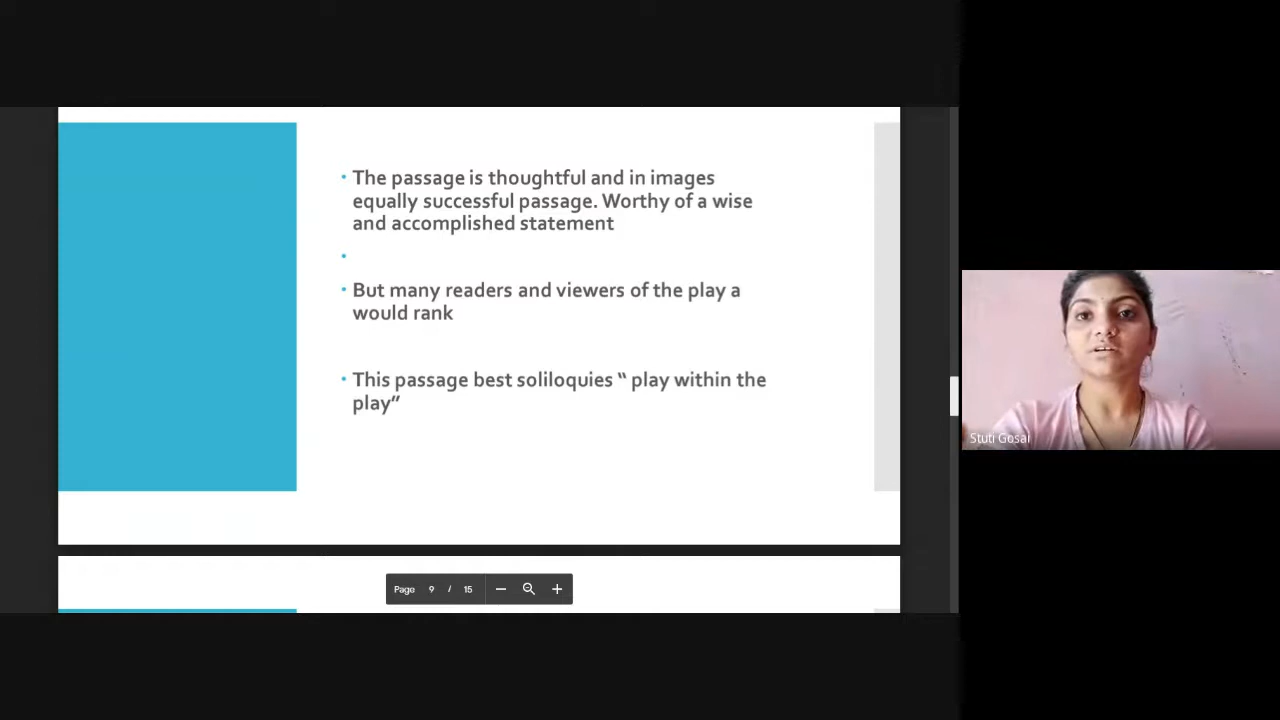 • The passage is thoughtful and in images
equally successful passage. Worthy of a wise
and accomplished statement
•
• But many readers and viewers of the play a
would rank
• This passage best soliloquies “ play within the
play”
Page 9 / 15
Stuti Gosai